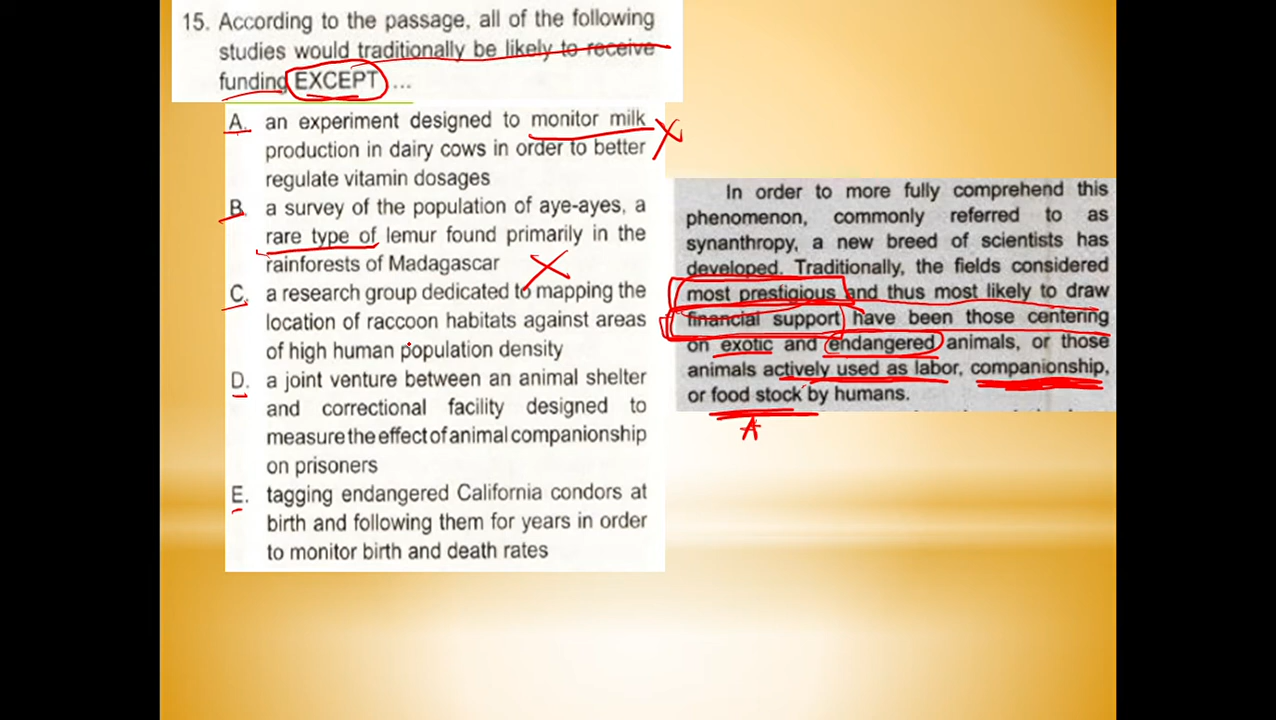 15. According to the passage, all of the following
studies would traditionally be likely to receive
funding EXCEPT ...
A. an experiment designed to monitor milk
production in dairy cows in order to better
regulate vitamin dosages
B. a survey of the population of aye-ayes, a
rare type of lemur found primarily in the
rainforests of Madagascar
C. a research group dedicated to mapping the
location of raccoon habitats against areas
of high human population density
D. a joint venture between an animal shelter
and correctional facility designed to
measure the effect of animal companionship
on prisoners
E. tagging endangered California condors at
birth and following them for years in order
to monitor birth and death rates
In order to more fully comprehend this
phenomenon, commonly referred to as
synanthropy, a new breed of scientists has
developed. Traditionally, the fields considered
most prestigious and thus most likely to draw
financial support have been those centering
on exotic and endangered animals, or those
animals actively used as labor, companionship,
or food stock by humans.
A